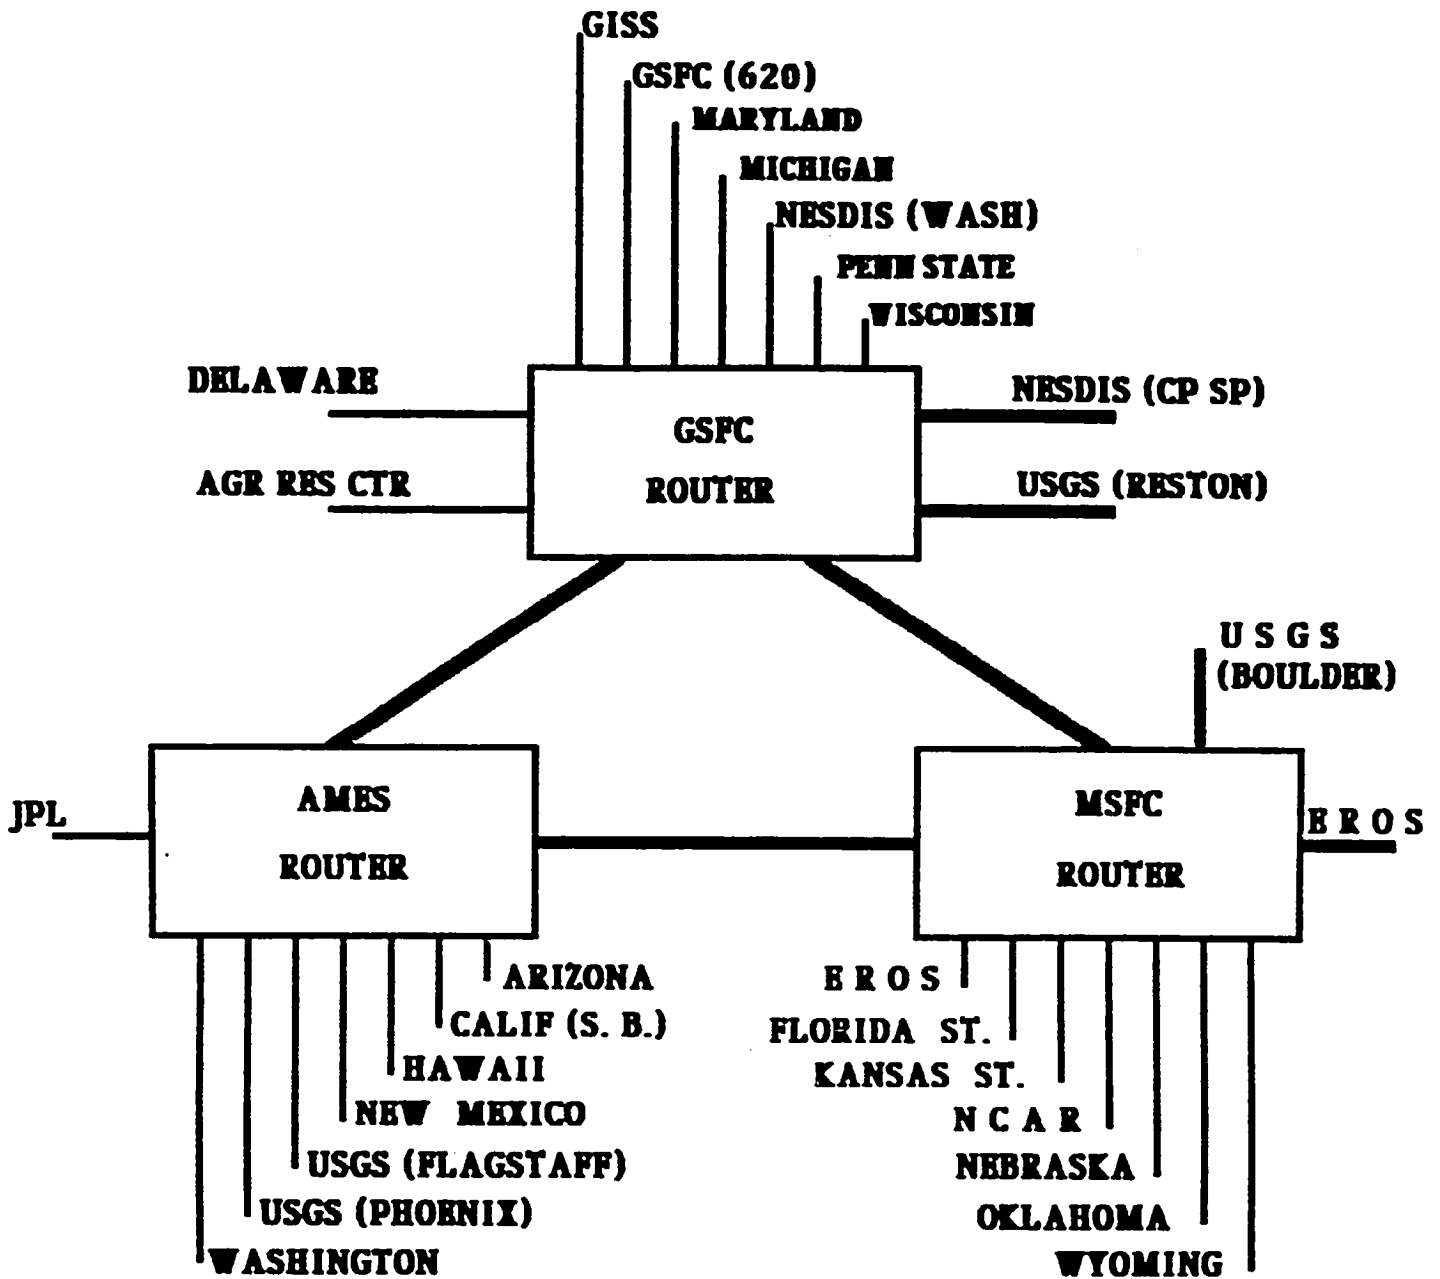 GISS
GSFC (620)
MARYLAND
MICHIGAN
NESDIS (WASH)
PENN STATE
WISCONSIN
DELAWARE
NESDIS (CP SP)
GSFC
ROUTER
AGR RES CTR
USGS (RESTON)
U S G S
(BOULDER)
JPL
AMES
ROUTER
MSFC
ROUTER
E R O S
ARIZONA
CALIF (S. B.)
HAWAII
NEW MEXICO
USGS (FLAGSTAFF)
USGS (PHOENIX)
WASHINGTON
E R O S
FLORIDA ST.
KANSAS ST.
N C A R
NEBRASKA
OKLAHOMA
WYOMING